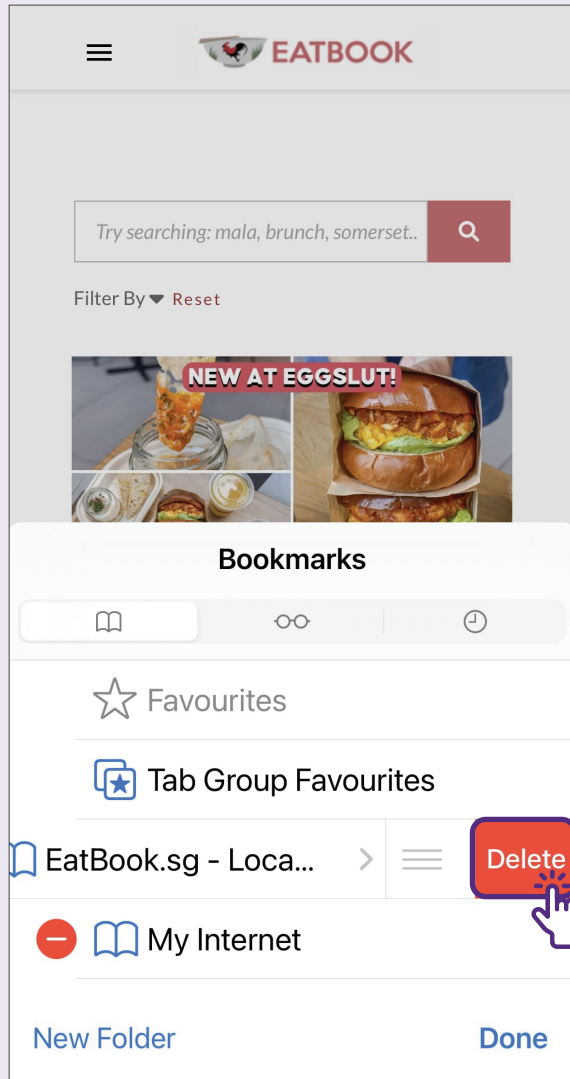 EATBOOK
Try searching: mala, brunch, somerset..
Filter By Reset
NEW AT EGGSLUT!
Bookmarks
Favourites
Tab Group Favourites
EatBook.sg - Loca... Delete
My Internet
New Folder Done